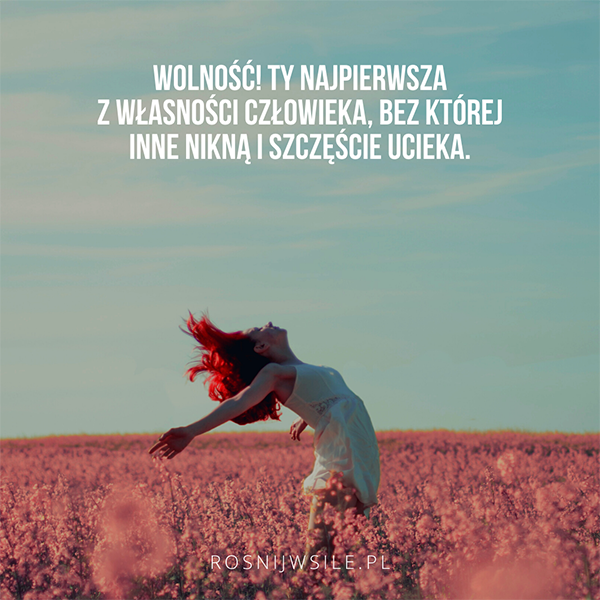 WOLNOŚĆ! TY NAJPIERWSZA
Z WŁASNOŚCI CZŁOWIEKA, BEZ KTÓREJ
INNE NIKNĄ I SZCZĘŚCIE UCIEKA.
ROSNIJWSILE.PL